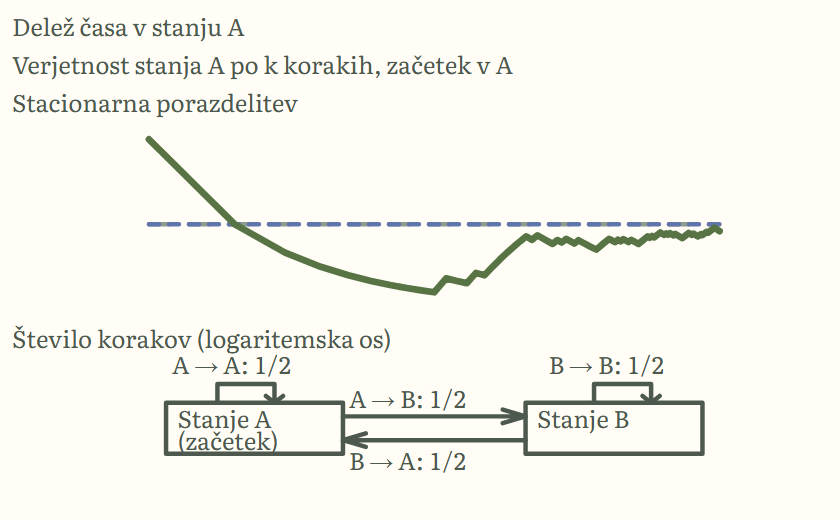 Delež časa v stanju A
Verjetnost stanja A po k korakih, začetek v A
Stacionarna porazdelitev
Število korakov (logaritemska os)
A → A: 1/2
B → B: 1/2
A → B: 1/2
Stanje A
(začetek)
Stanje B
B → A: 1/2